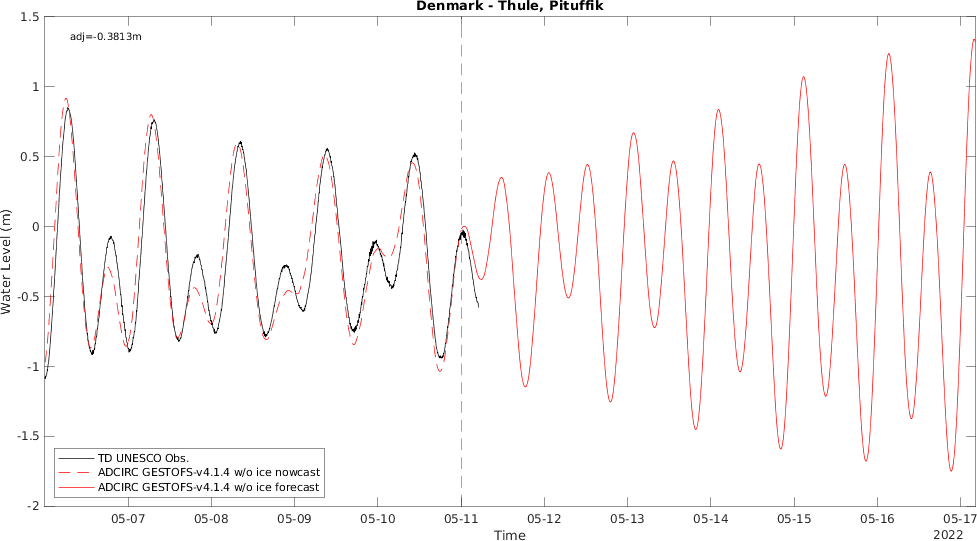 Denmark - Thule, Pituffik
adj=-0.3813m
1.5
1
0.5
0
-0.5
-1
-1.5
-2
Water Level (m)
TD UNESCO Obs.
ADCIRC GESTOFS-v4.1.4 w/o ice nowcast
ADCIRC GESTOFS-v4.1.4 w/o ice forecast
05-07 05-08 05-09 05-10 05-11 05-12 05-13 05-14 05-15 05-16 05-17
Time
2022